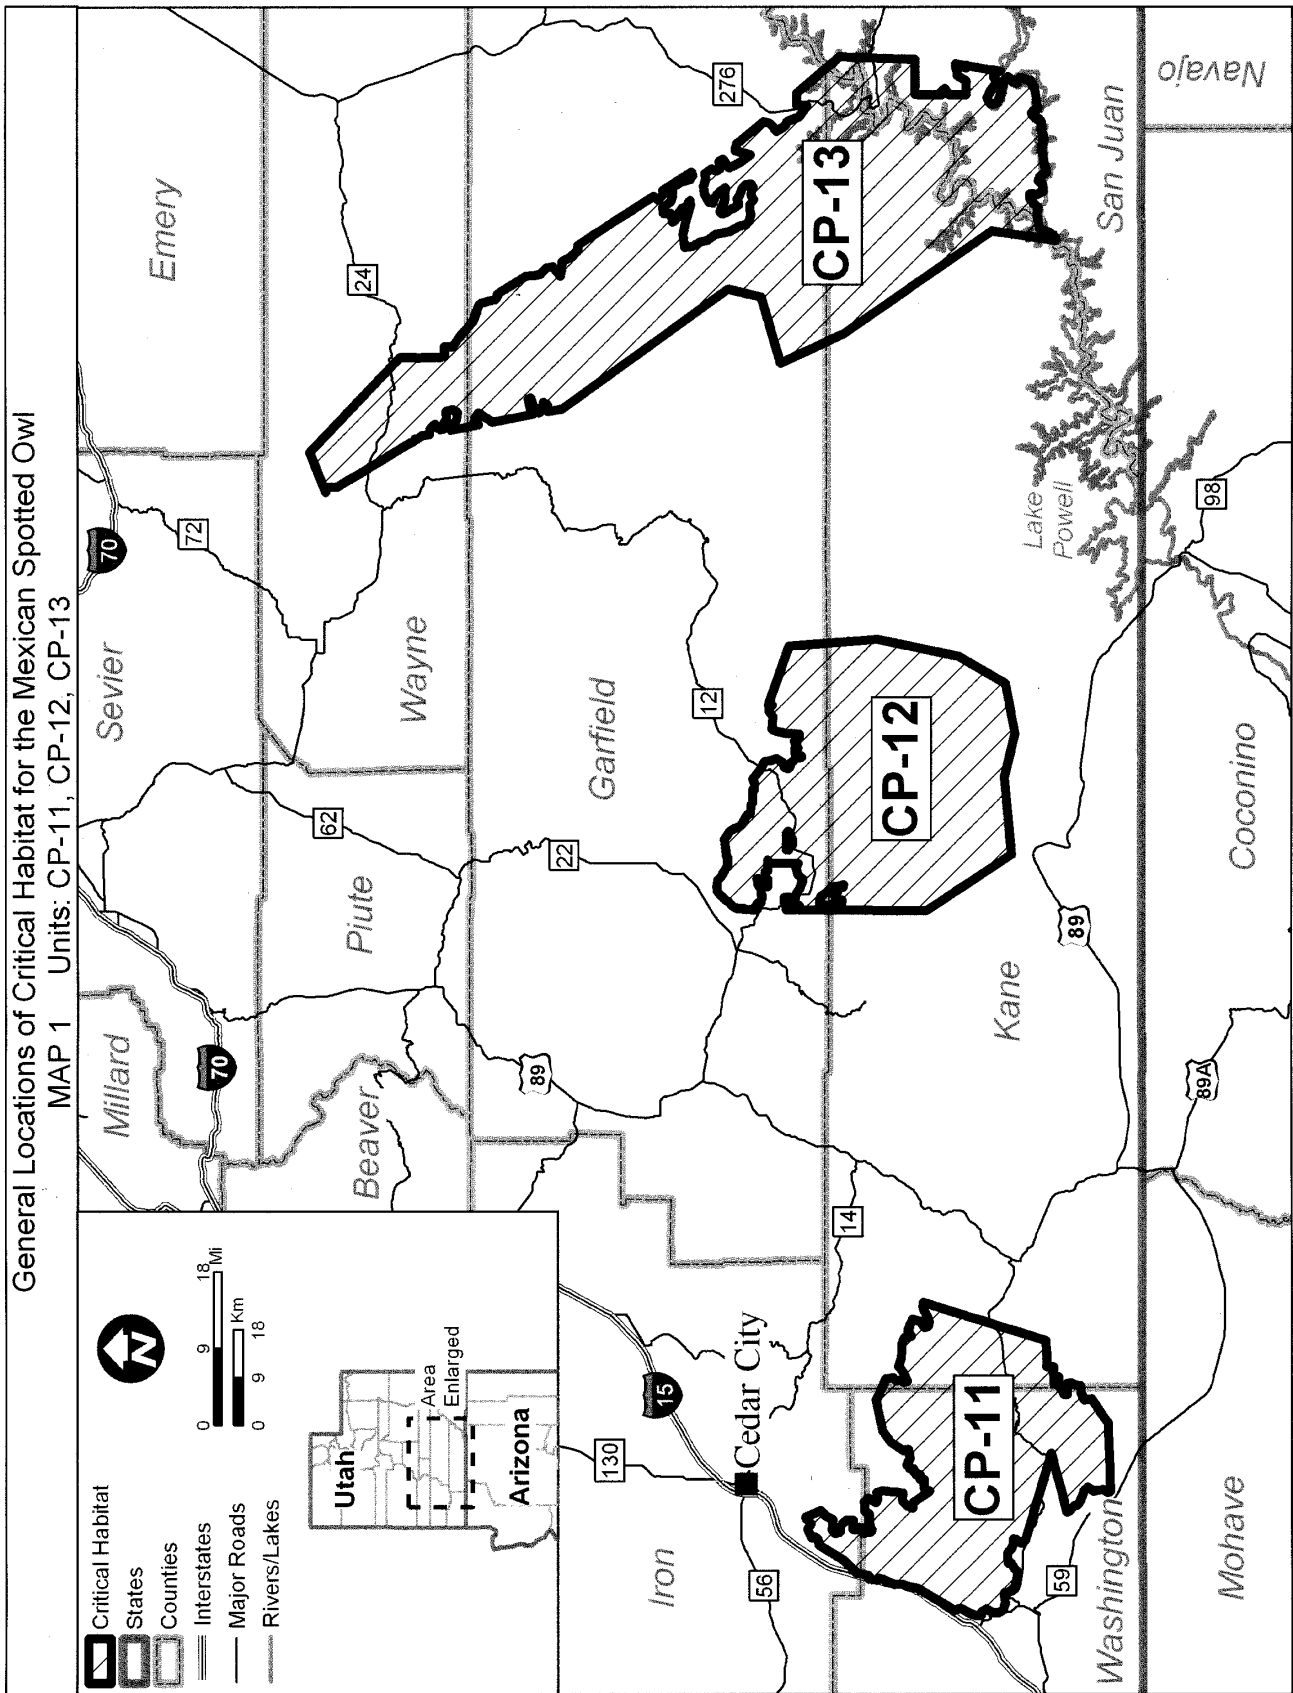 General Locations of Critical Habitat for the Mexican Spotted Owl
MAP 1 Units: CP-11, CP-12, CP-13
Critical Habitat
States
Counties
Interstates
Major Roads
Rivers/Lakes
N
0 9 18 Mi
Km
0 9 18
Utah
Area
Enlarged
Arizona
Millard
Sevier
Emery
70
70
72
24
Beaver
Piute
Wayne
62
89
22
Garfield
12
276
Iron
130
15
56
Cedar City
14
CP-11
CP-12
CP-13
59
Washington
Kane
89
Lake
Powell
San Juan
Mohave
89A
Coconino
98
Navajo